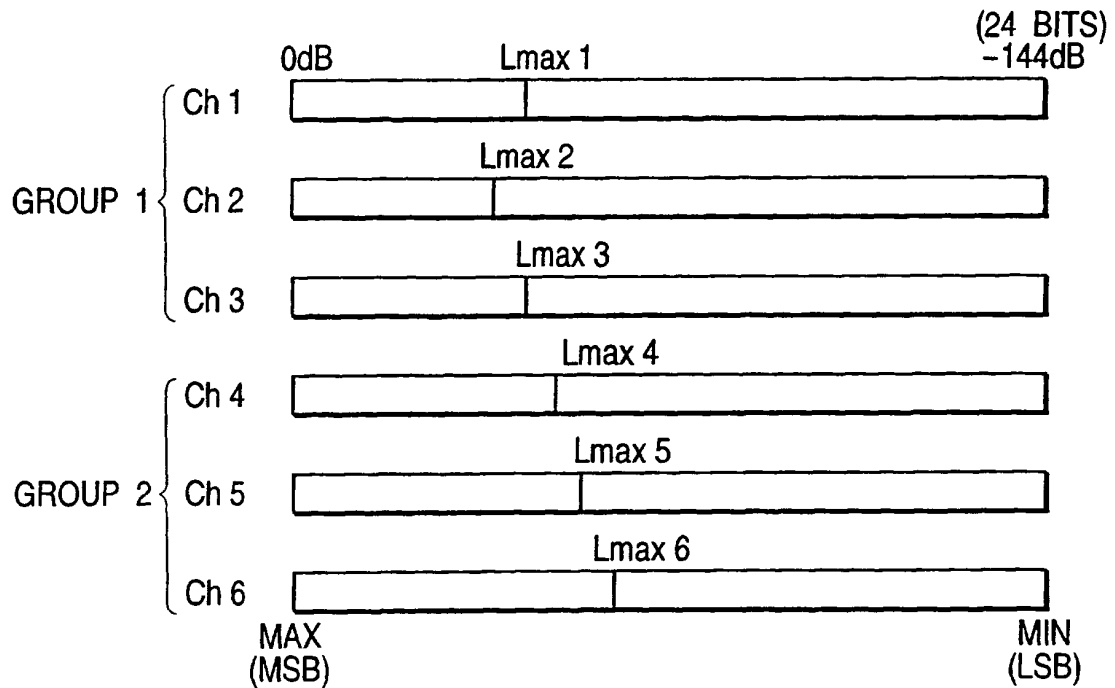 (24 BITS)
0dB Lmax 1 -144dB
Ch 1
Lmax 2
GROUP 1 Ch 2
Lmax 3
Ch 3
Lmax 4
Ch 4
Lmax 5
GROUP 2 Ch 5
Lmax 6
Ch 6
MAX MIN
(MSB) (LSB)